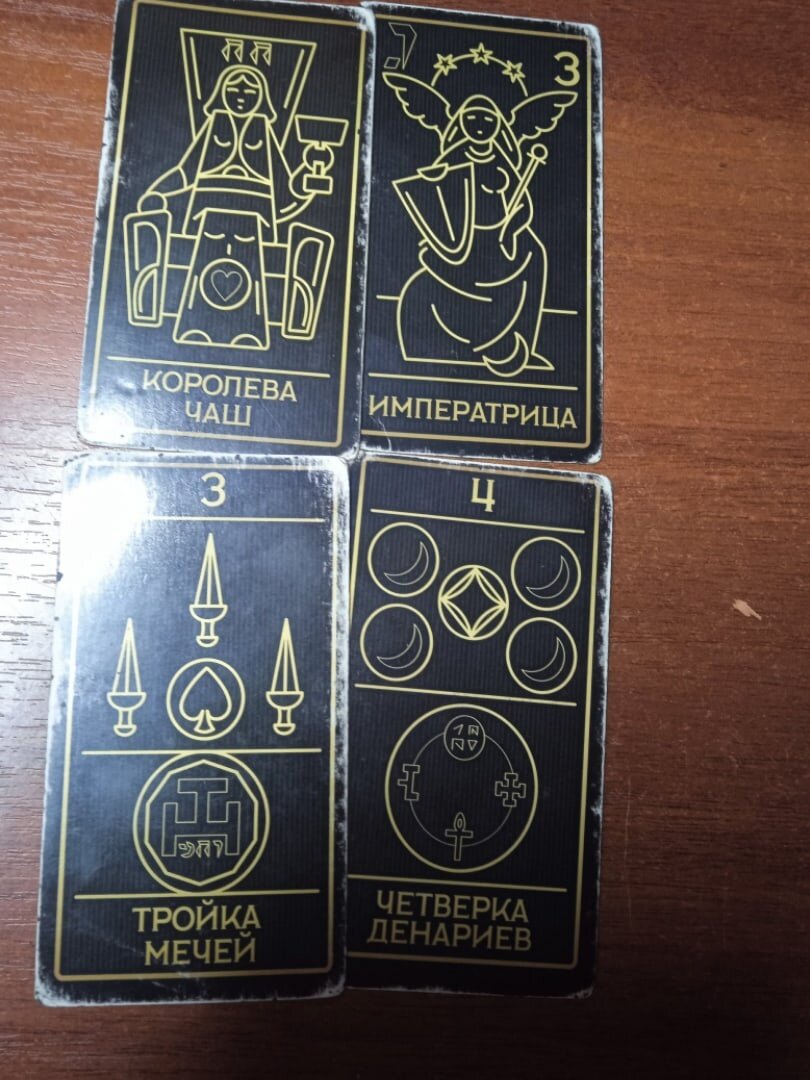 КОРОЛЕВА
ЧАШ
3
ИМПЕРАТРИЦА
3
ТРОЙКА
МЕЧЕЙ
4
ЧЕТВЕРКА
ДЕНАРИЕВ